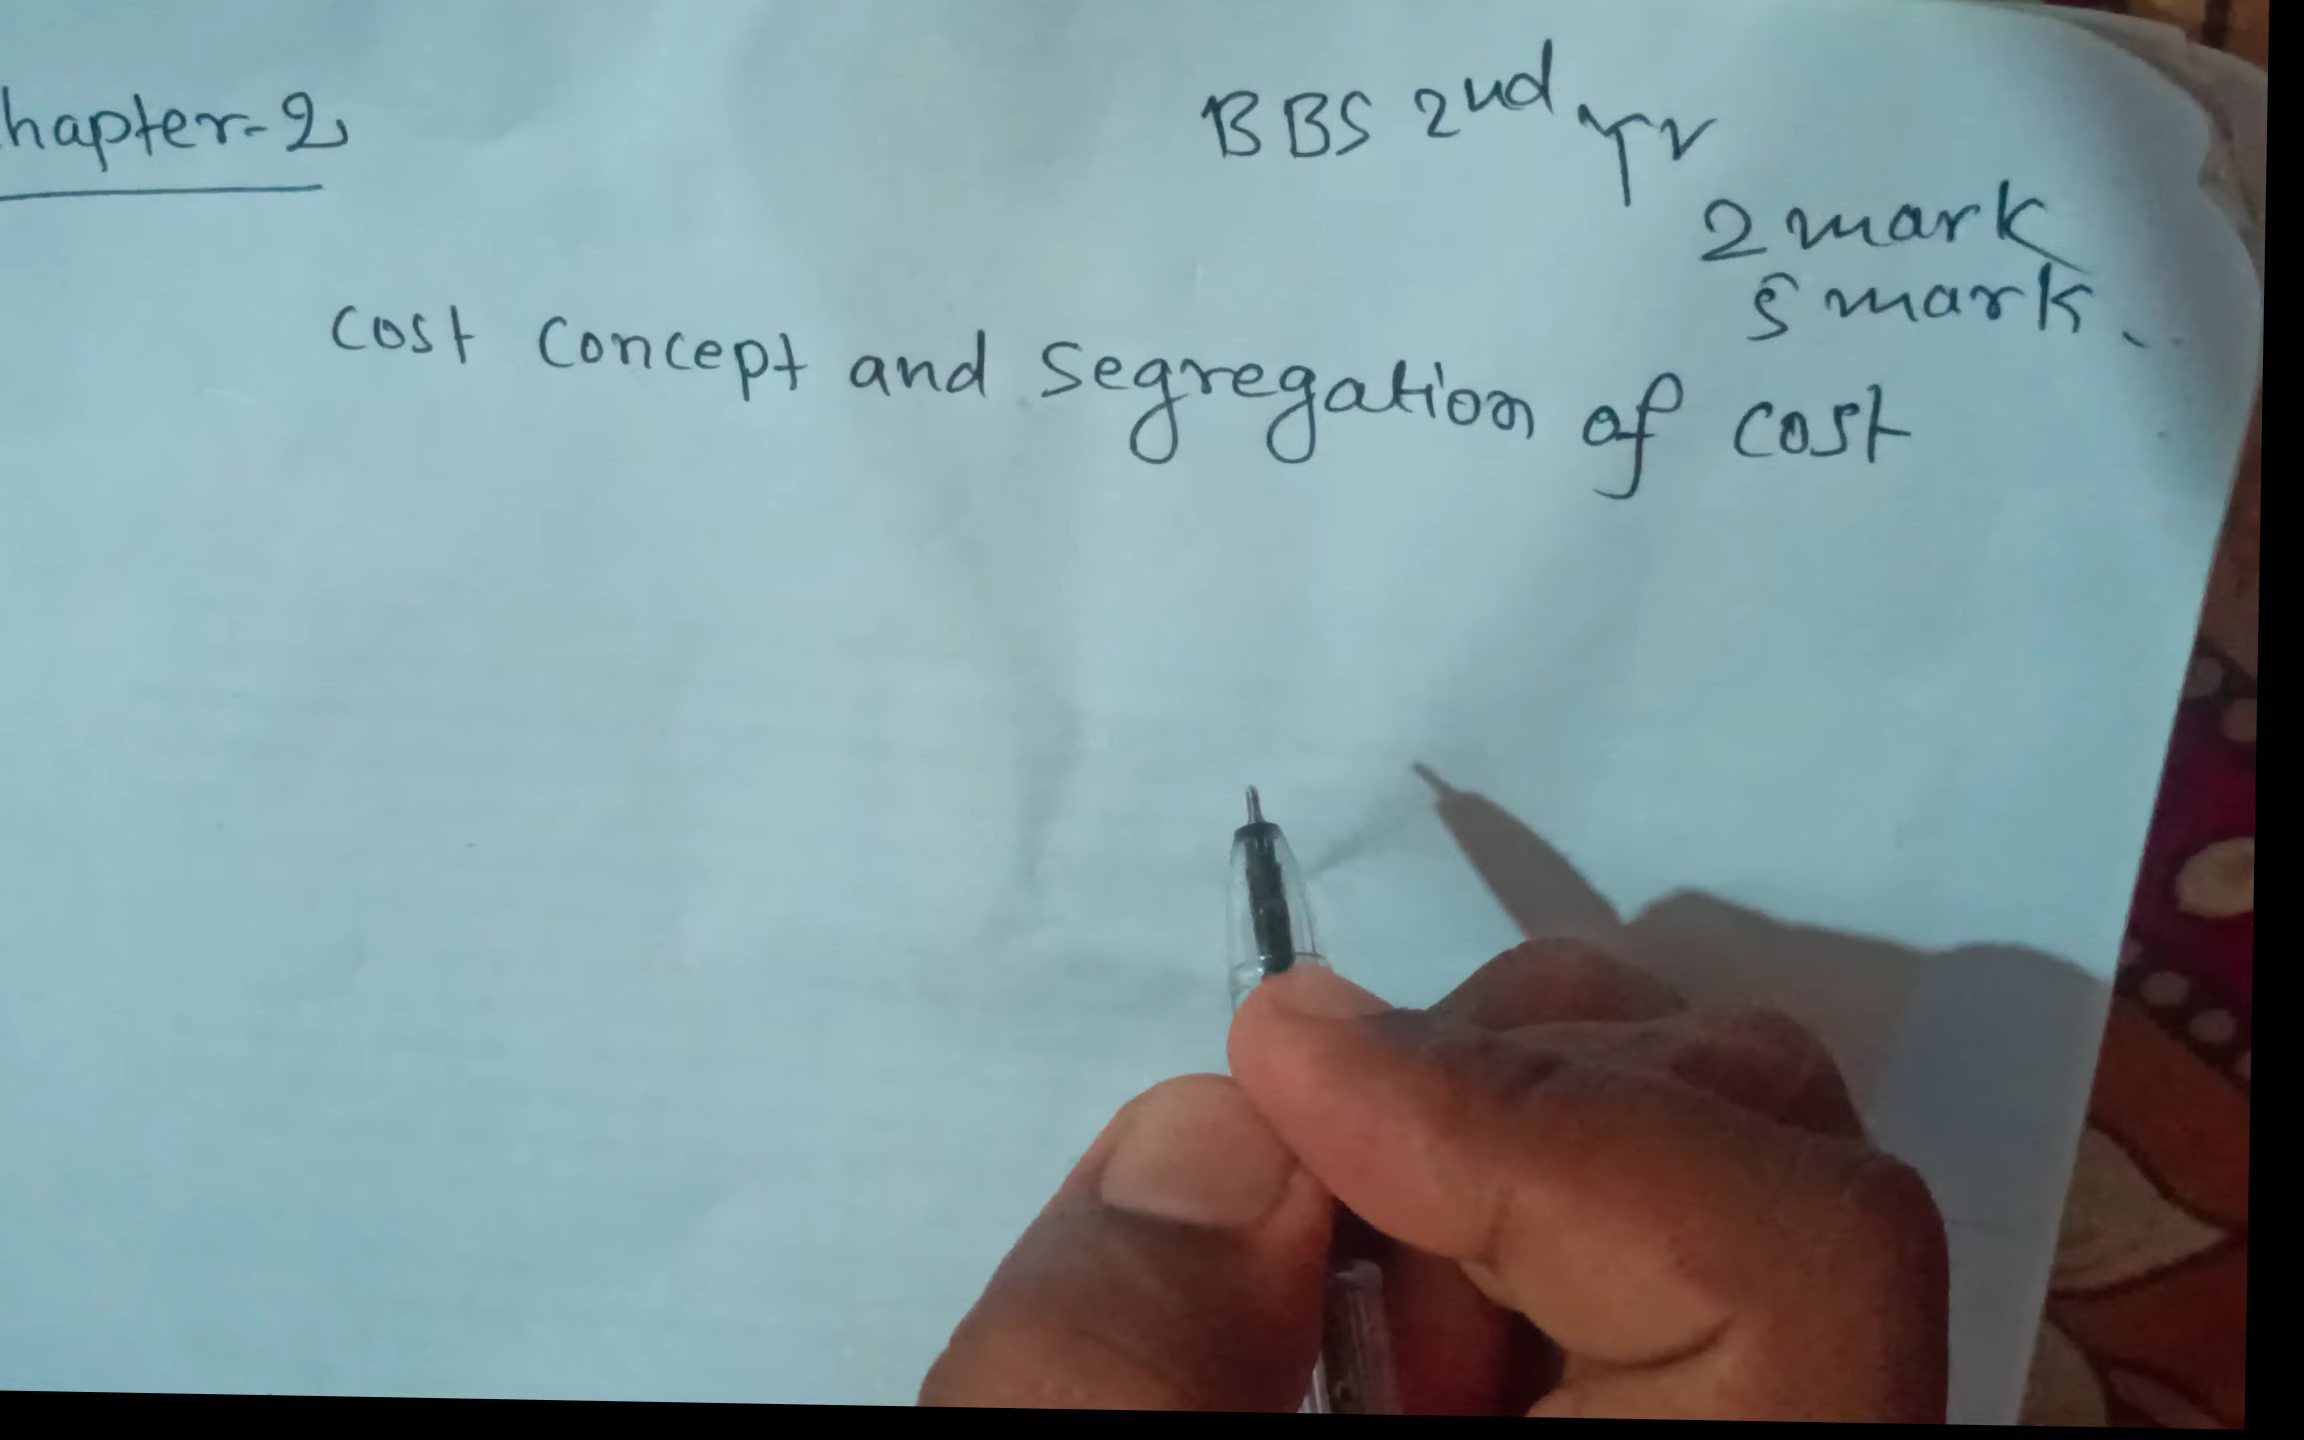 hapter-2
BBS 2nd yr
2 mark
5 mark..
cost concept and segregation of cost